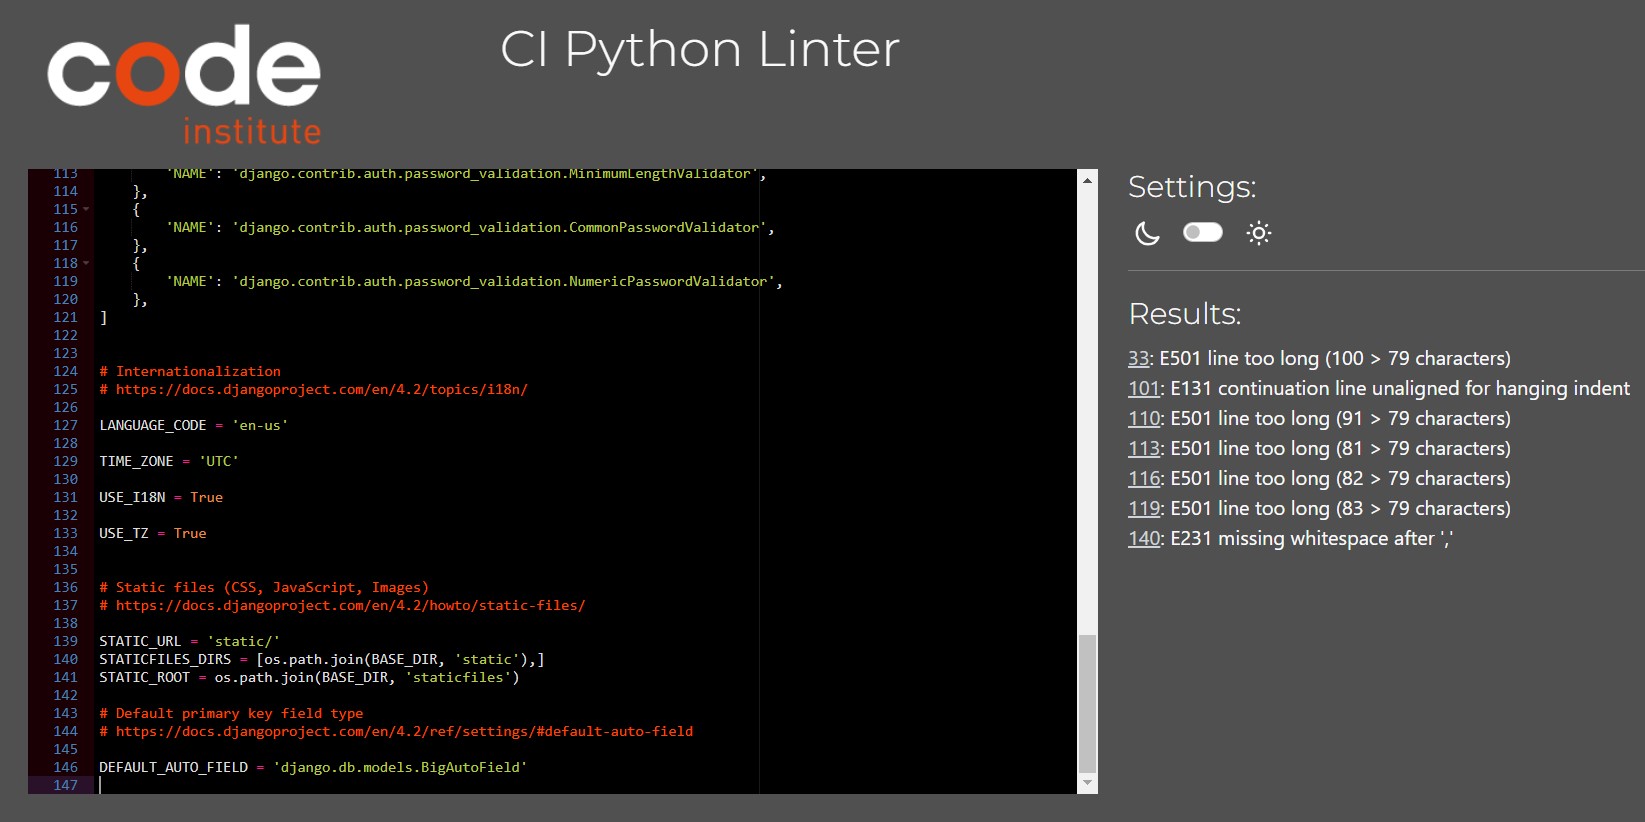 code
institute
CI Python Linter
113 'NAME': 'django.contrib.auth.password_validation.MinimumLengthValidator',
114 },
115 {
116 'NAME': 'django.contrib.auth.password_validation.CommonPasswordValidator',
117 },
118 {
119 'NAME': 'django.contrib.auth.password_validation.NumericPasswordValidator',
120 },
121 ]
122
123
124 # Internationalization
125 # https://docs.djangoproject.com/en/4.2/topics/i18n/
126
127 LANGUAGE_CODE = 'en-us'
128
129 TIME_ZONE = 'UTC'
130
131 USE_I18N = True
132
133 USE_TZ = True
134
135
136 # Static files (CSS, JavaScript, Images)
137 # https://docs.djangoproject.com/en/4.2/howto/static-files/
138
139 STATIC_URL = 'static/'
140 STATICFILES_DIRS = [os.path.join(BASE_DIR, 'static'),]
141 STATIC_ROOT = os.path.join(BASE_DIR, 'staticfiles')
142
143 # Default primary key field type
144 # https://docs.djangoproject.com/en/4.2/ref/settings/#default-auto-field
145
146 DEFAULT_AUTO_FIELD = 'django.db.models.BigAutoField'
147
Settings:
Results:
33: E501 line too long (100 > 79 characters)
101: E131 continuation line unaligned for hanging indent
110: E501 line too long (91 > 79 characters)
113: E501 line too long (81 > 79 characters)
116: E501 line too long (82 > 79 characters)
119: E501 line too long (83 > 79 characters)
140: E231 missing whitespace after ','